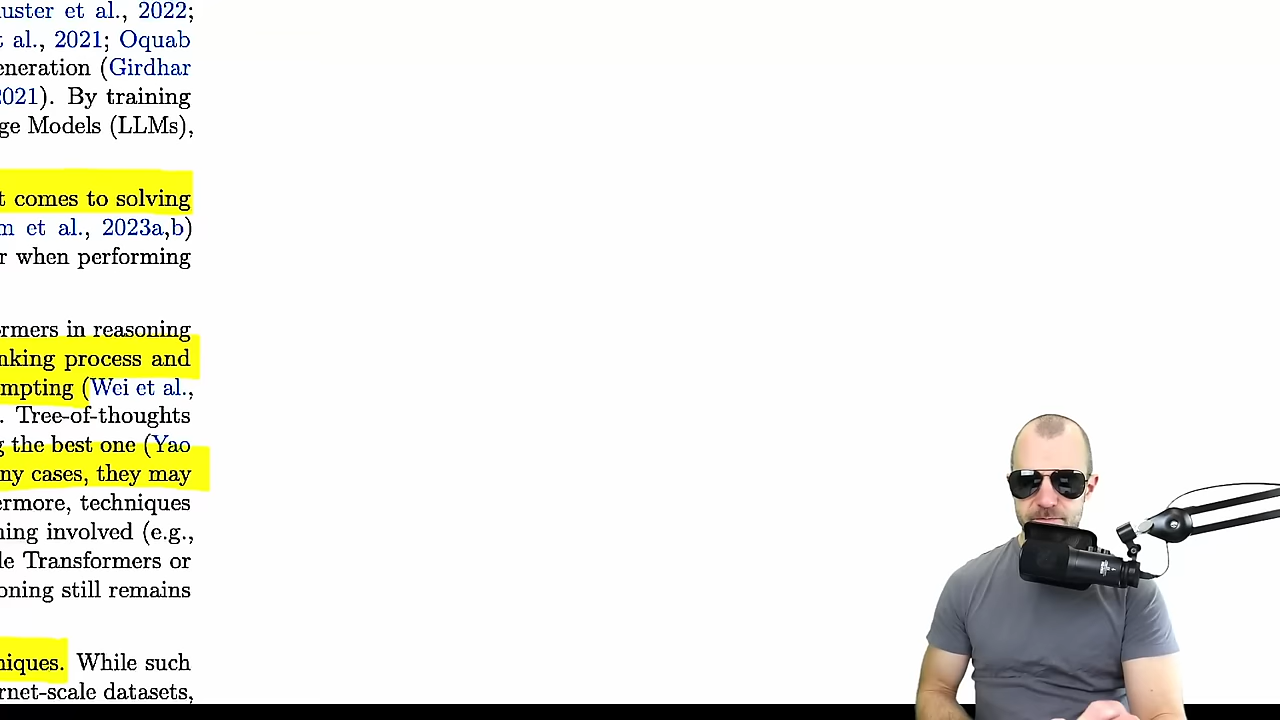 uster et al., 2022;
t al., 2021; Oquab
eneration (Girdhar
2021). By training
ge Models (LLMs),
t comes to solving
m et al., 2023a,b)
r when performing
rmers in reasoning
nking process and
mpting (Wei et al.,
. Tree-of-thoughts
g the best one (Yao
ny cases, they may
ermore, techniques
ning involved (e.g.,
le Transformers or
oning still remains
niques. While such
rnet-scale datasets,